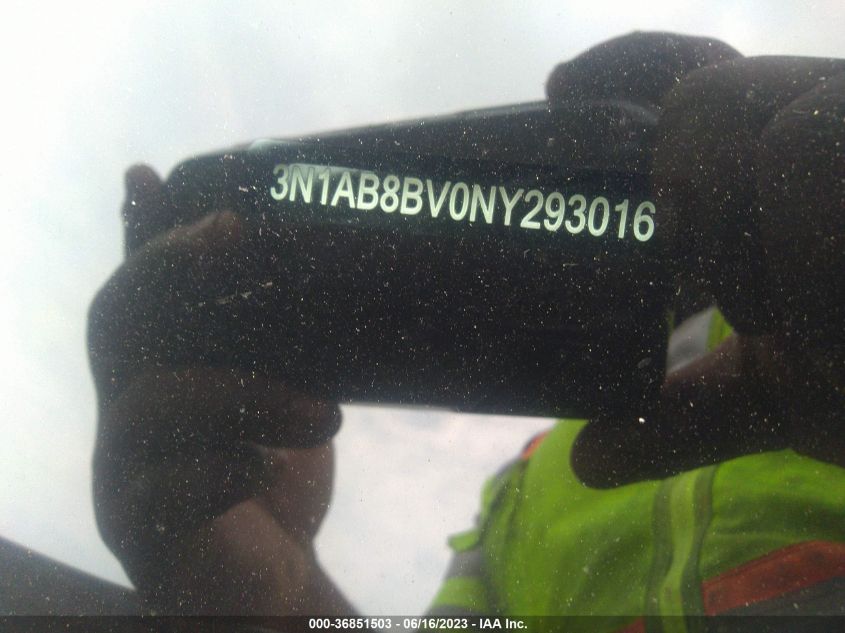 3N1AB8BV0NY293016
000-36851503 - 06/16/2023 - IAA Inc.